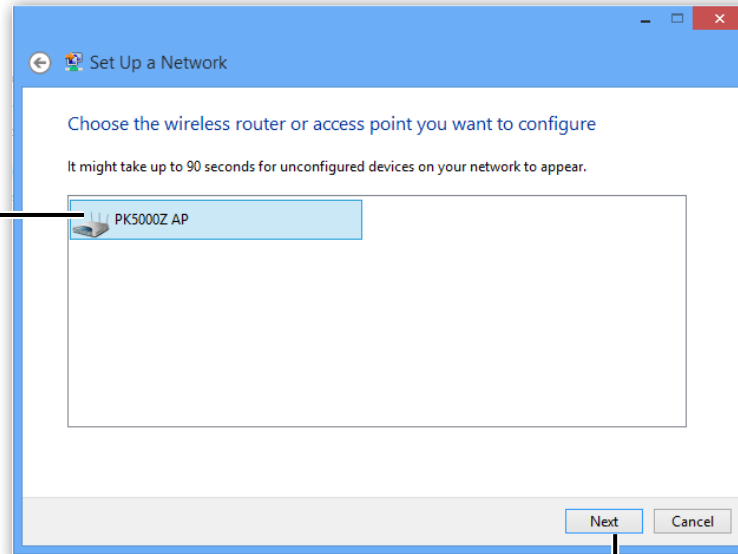 Set Up a Network
Choose the wireless router or access point you want to configure
It might take up to 90 seconds for unconfigured devices on your network to appear.
PK5000Z AP
Next Cancel